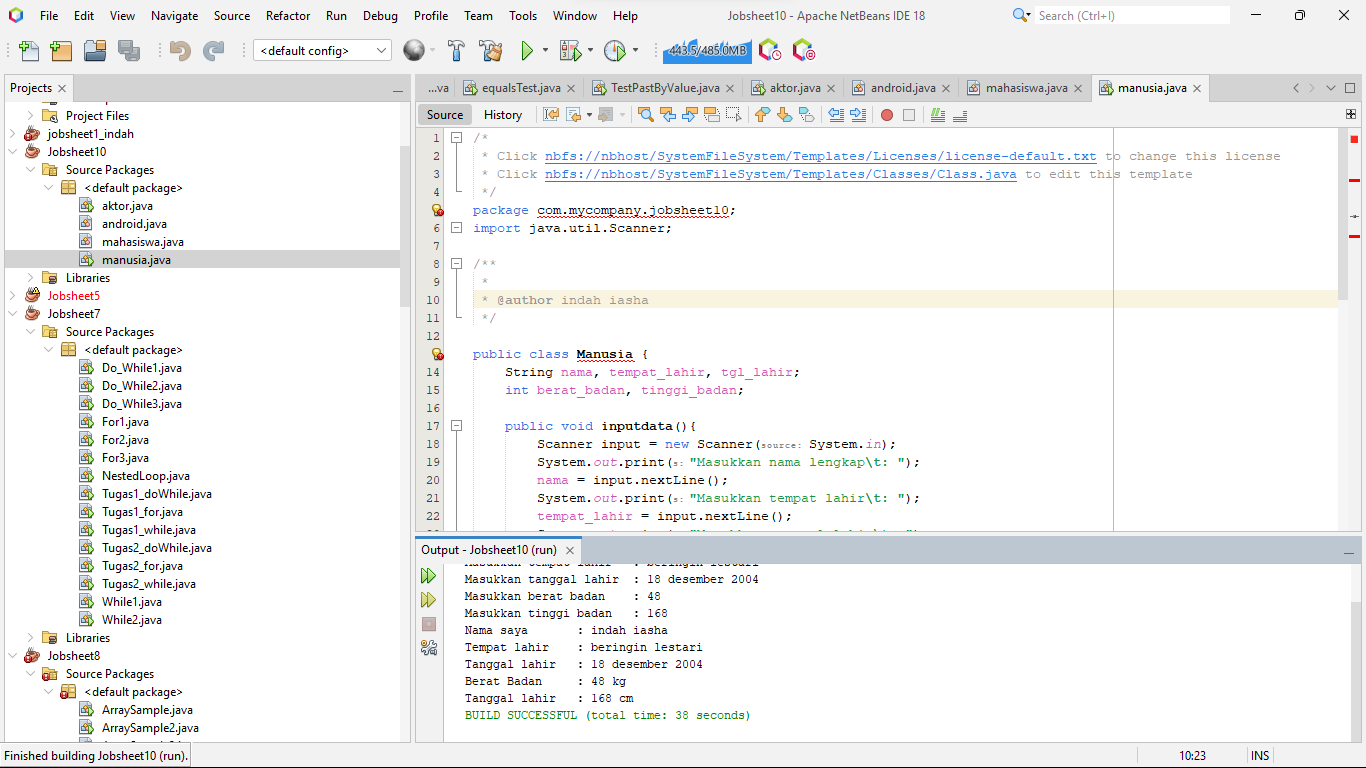 File Edit View Navigate Source Refactor Run Debug Profile Team Tools Window Help
Jobsheet10 - Apache NetBeans IDE 18
Search (Ctrl+I)
<default config>
443.5/485.0MB
Projects
Project Files
jobsheet1_indah
Jobsheet10
Source Packages
<default package>
aktor.java
android.java
mahasiswa.java
manusia.java
Libraries
Jobsheet5
Jobsheet7
Source Packages
<default package>
Do_While1.java
Do_While2.java
Do_While3.java
For1.java
For2.java
For3.java
NestedLoop.java
Tugas1_doWhile.java
Tugas1_for.java
Tugas1_while.java
Tugas2_doWhile.java
Tugas2_for.java
Tugas2_while.java
While1.java
While2.java
Libraries
Jobsheet8
Source Packages
<default package>
ArraySample.java
ArraySample2.java
...va equalsTest.java TestPastByValue.java aktor.java android.java mahasiswa.java manusia.java
Source History
1 /*
2 * Click nbfs://nbhost/SystemFileSystem/Templates/Licenses/license-default.txt to change this license
3 * Click nbfs://nbhost/SystemFileSystem/Templates/Classes/Class.java to edit this template
4 */
package com.mycompany.jobsheet10;
6 import java.util.Scanner;
7
8 /**
9 *
10 * @author indah iasha
11 */
12
public class Manusia {
14 String nama, tempat_lahir, tgl_lahir;
15 int berat_badan, tinggi_badan;
16
17 public void inputdata(){
18 Scanner input = new Scanner(source: System.in);
19 System.out.print(s: "Masukkan nama lengkap\t: ");
20 nama = input.nextLine();
21 System.out.print(s: "Masukkan tempat lahir\t: ");
22 tempat_lahir = input.nextLine();
Output - Jobsheet10 (run)
Masukkan tempat lahir : beringin lestari
Masukkan tanggal lahir : 18 desember 2004
Masukkan berat badan : 48
Masukkan tinggi badan : 168
Nama saya : indah iasha
Tempat lahir : beringin lestari
Tanggal lahir : 18 desember 2004
Berat Badan : 48 kg
Tanggal lahir : 168 cm
BUILD SUCCESSFUL (total time: 38 seconds)
Finished building Jobsheet10 (run).
10:23 INS